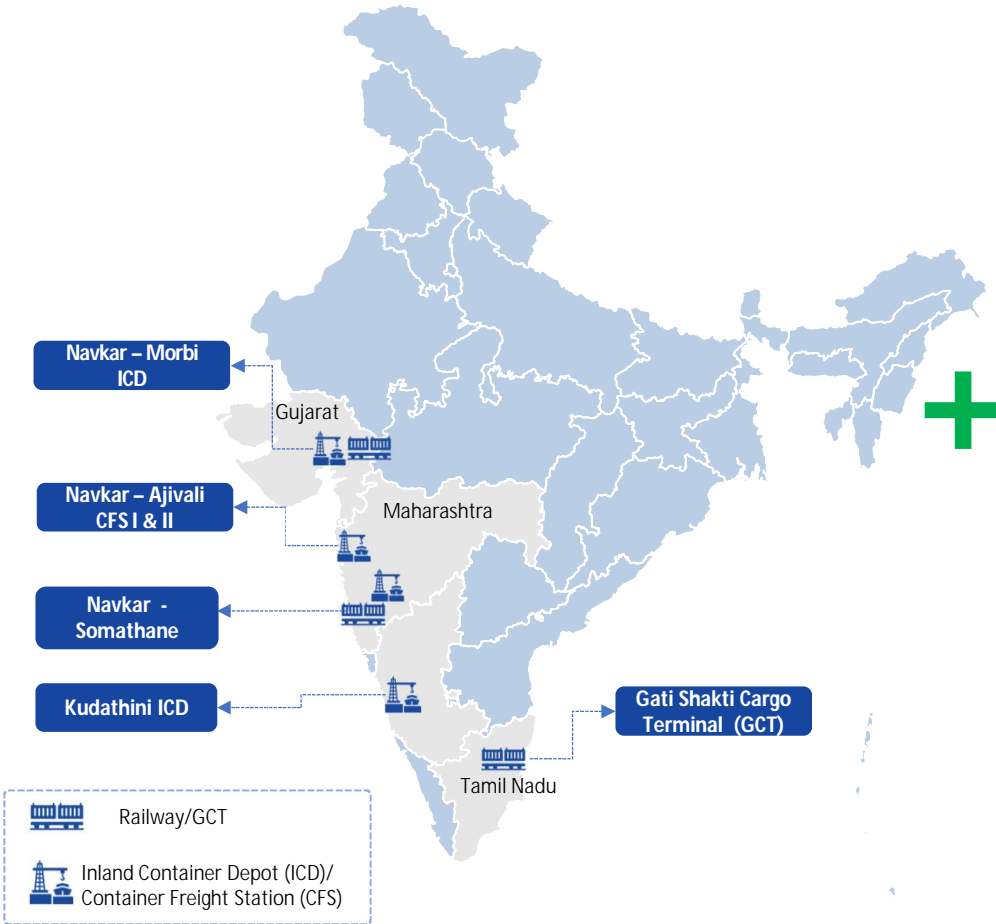 Navkar – Morbi
ICD
Gujarat
Navkar – Ajivali
CFS I & II
Maharashtra
Navkar -
Somathane
Kudathini ICD
Gati Shakti Cargo
Terminal (GCT)
Tamil Nadu
Railway/GCT
Inland Container Depot (ICD)/
Container Freight Station (CFS)